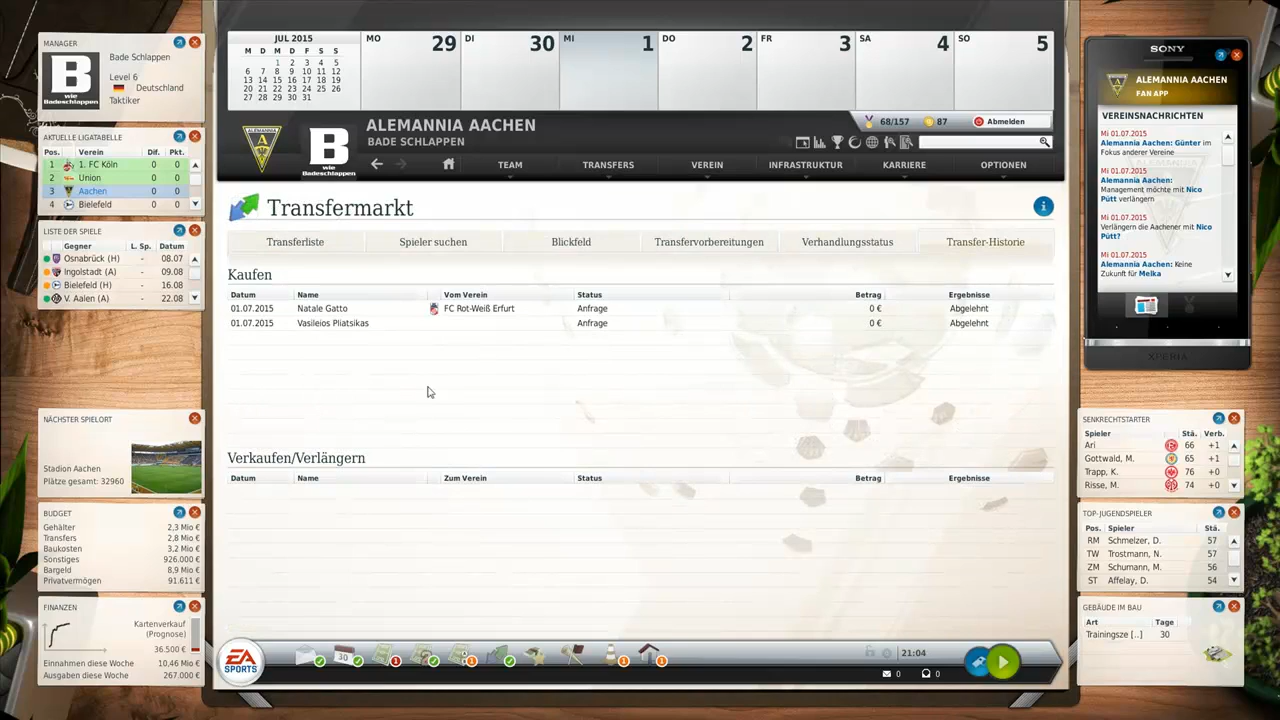 MANAGER
B
wie
Badeschlappen
Bade Schlappen
Level 6
Deutschland
Taktiker
AKTUELLE LIGATABELLE
Pos. Verein Dif. Pkt.
1 1. FC Köln 0 0
2 Union 0 0
3 Aachen 0 0
4 Bielefeld 0 0
LISTE DER SPIELE
Gegner L. Sp. Datum
Osnabrück (H) - 08.07
Ingolstadt (A) - 09.08
Bielefeld (H) - 16.08
V. Aalen (A) - 22.08
NÄCHSTER SPIELORT
Stadion Aachen
Plätze gesamt: 32960
BUDGET
Gehälter 2,3 Mio €
Transfers 2,8 Mio €
Baukosten 3,2 Mio €
Sonstiges 926.000 €
Bargeld 8,9 Mio €
Privatvermögen 91.611 €
FINANZEN
Kartenverkauf
(Prognose)
36.500 €
Einnahmen diese Woche 10,46 Mio €
Ausgaben diese Woche 267.000 €
JUL 2015
M D M D F S S
1 2 3 4 5
6 7 8 9 10 11 12
13 14 15 16 17 18 19
20 21 22 23 24 25 26
27 28 29 30 31
MO 29
DI 30
MI 1
DO 2
FR 3
SA 4
SO 5
ALEMANNIA AACHEN
BADE SCHLAPPEN
B
wie
Badeschlappen
68/157 87 Abmelden
TEAM TRANSFERS VEREIN INFRASTRUKTUR KARRIERE OPTIONEN
Transfermarkt
Transferliste Spieler suchen Blickfeld Transfervorbereitungen Verhandlungsstatus Transfer-Historie
Kaufen
Datum Name Vom Verein Status Betrag Ergebnisse
01.07.2015 Natale Gatto FC Rot-Weiß Erfurt Anfrage 0 € Abgelehnt
01.07.2015 Vasileios Pliatsikas Anfrage 0 € Abgelehnt
Verkaufen/Verlängern
Datum Name Zum Verein Status Betrag Ergebnisse
EA
SPORTS
30 1 1 1 1
21:04
0 0
SONY
ALEMANNIA AACHEN
FAN APP
VEREINSNACHRICHTEN
Mi 01.07.2015
Alemannia Aachen: Günter im
Fokus anderer Vereine
Mi 01.07.2015
Alemannia Aachen:
Management möchte mit Nico
Pütt verlängern
Mi 01.07.2015
Verlängern die Aachener mit Nico
Pütt?
Mi 01.07.2015
Alemannia Aachen: Keine
Zukunft für Melka
XPERIA
SENKRECHTSTARTER
Spieler Stä. Verb.
Ari 66 +1
Gottwald, M. 65 +1
Trapp, K. 76 +0
Risse, M. 74 +0
TOP-JUGENDSPIELER
Pos. Spieler Stä.
RM Schmelzer, D. 57
TW Trostmann, N. 57
ZM Schumann, M. 56
ST Affelay, D. 54
GEBÄUDE IM BAU
Art Tage
Trainingsze [..] 30